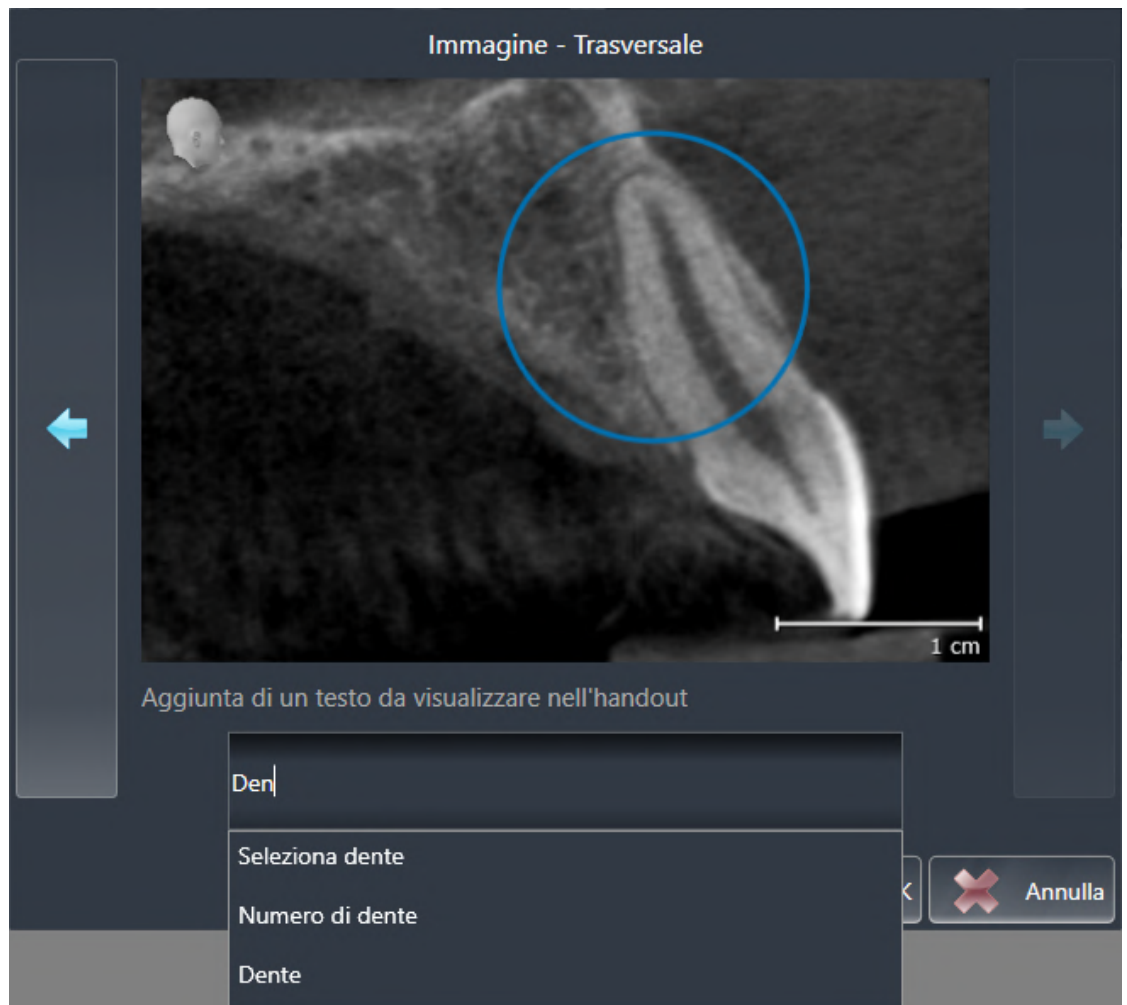 Immagine - Trasversale
1 cm
Aggiunta di un testo da visualizzare nell'handout
Den
Seleziona dente
Numero di dente
Dente
Annulla